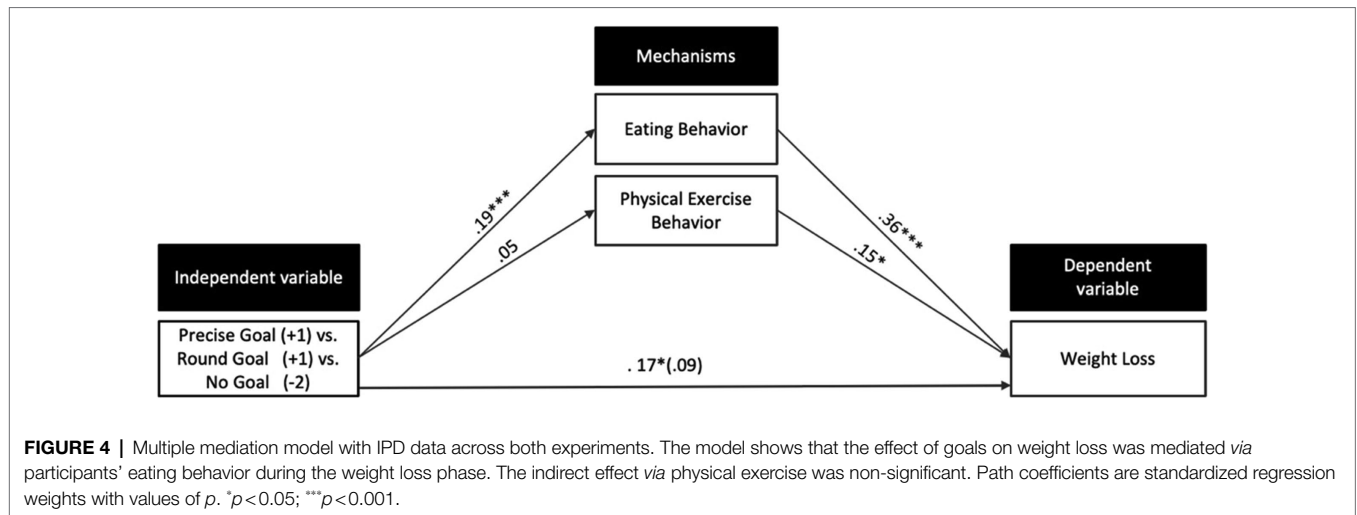 Mechanisms
Eating Behavior
Physical Exercise
Behavior
.19***
.05
.36***
.15*
Independent variable
Precise Goal (+1) vs.
Round Goal (+1) vs.
No Goal (-2)
. 17*(.09)
Dependent
variable
Weight Loss
FIGURE 4 | Multiple mediation model with IPD data across both experiments. The model shows that the effect of goals on weight loss was mediated via
participants’ eating behavior during the weight loss phase. The indirect effect via physical exercise was non-significant. Path coefficients are standardized regression
weights with values of p. *p<0.05; ***p<0.001.